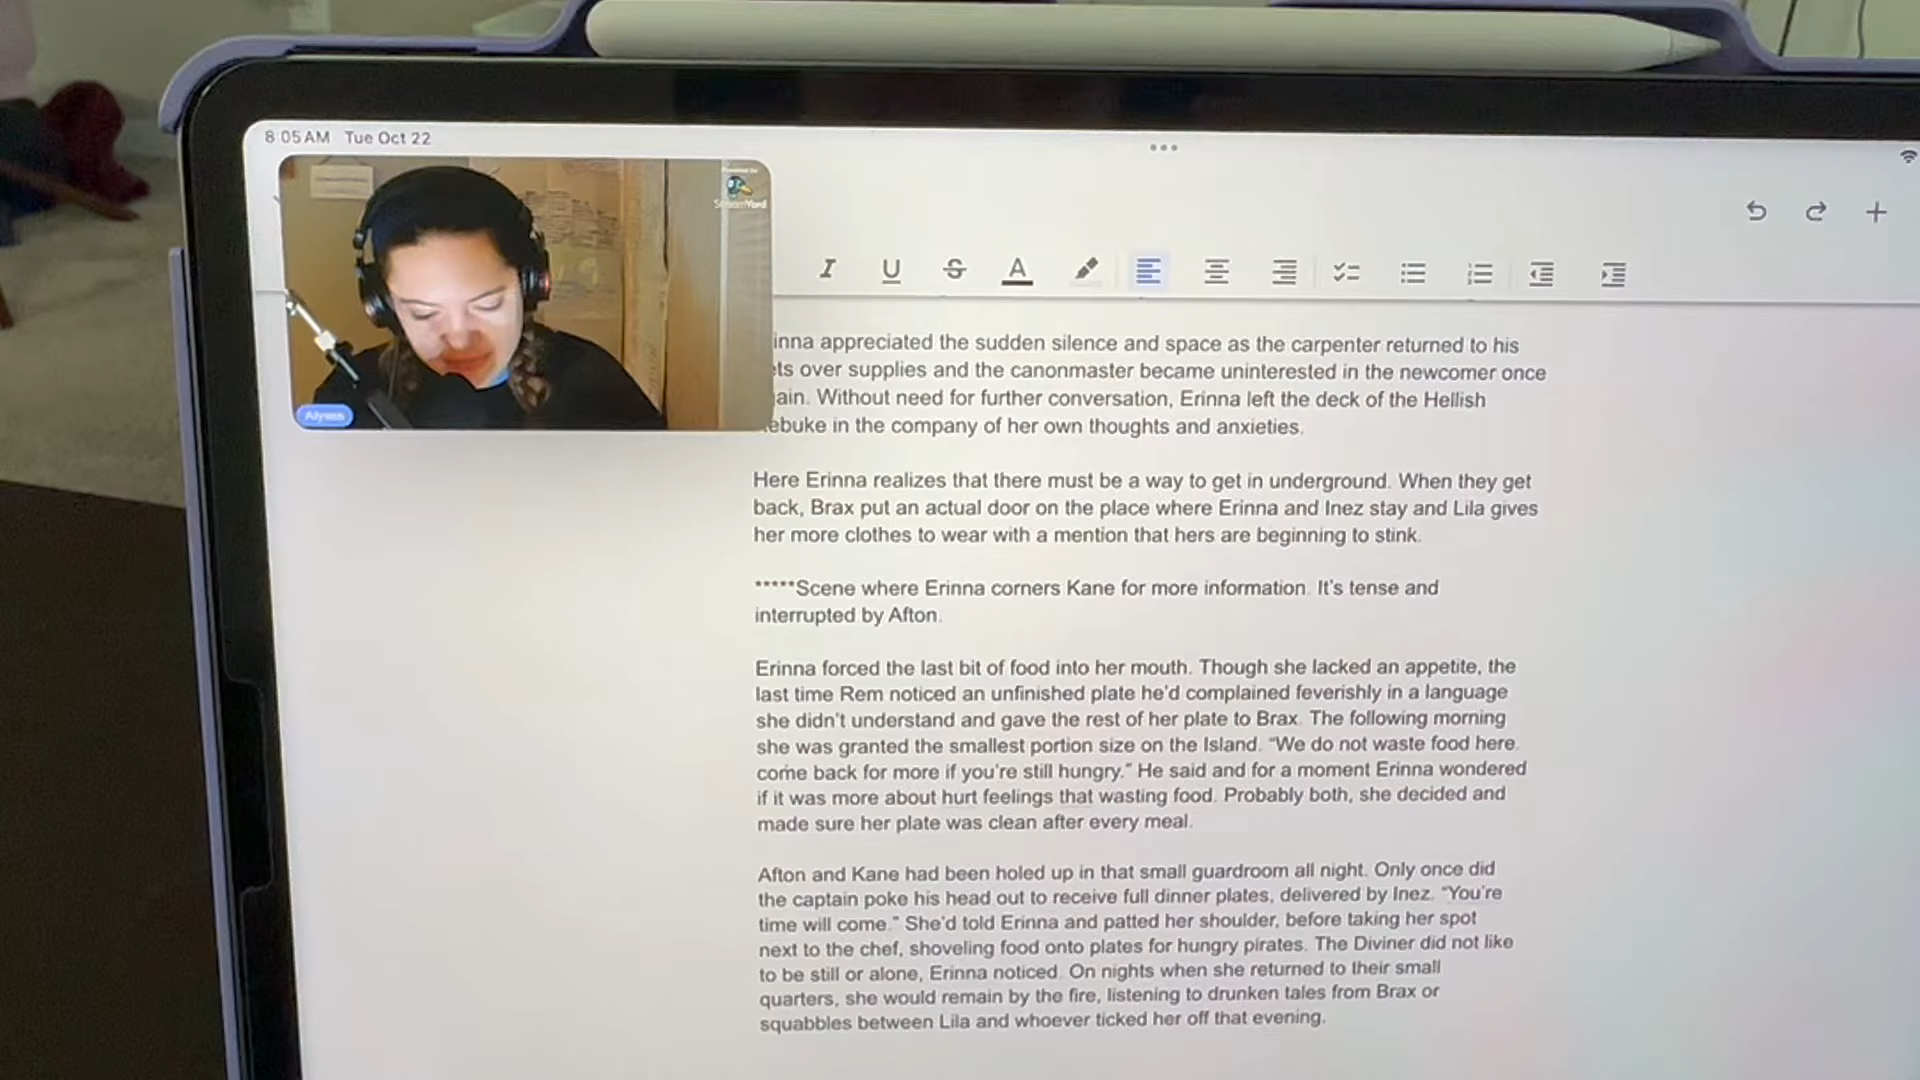 8:05 AM Tue Oct 22
StreamYard
Alyssa
inna appreciated the sudden silence and space as the carpenter returned to his
ts over supplies and the canonmaster became uninterested in the newcomer once
ain. Without need for further conversation, Erinna left the deck of the Hellish
ebuke in the company of her own thoughts and anxieties.
Here Erinna realizes that there must be a way to get in underground. When they get
back, Brax put an actual door on the place where Erinna and Inez stay and Lila gives
her more clothes to wear with a mention that hers are beginning to stink.
*****Scene where Erinna corners Kane for more information. It's tense and
interrupted by Afton.
Erinna forced the last bit of food into her mouth. Though she lacked an appetite, the
last time Rem noticed an unfinished plate he'd complained feverishly in a language
she didn't understand and gave the rest of her plate to Brax. The following morning
she was granted the smallest portion size on the Island. “We do not waste food here.
come back for more if you're still hungry.” He said and for a moment Erinna wondered
if it was more about hurt feelings that wasting food. Probably both, she decided and
made sure her plate was clean after every meal.
Afton and Kane had been holed up in that small guardroom all night. Only once did
the captain poke his head out to receive full dinner plates, delivered by Inez. “You're
time will come.” She'd told Erinna and patted her shoulder, before taking her spot
next to the chef, shoveling food onto plates for hungry pirates. The Diviner did not like
to be still or alone, Erinna noticed. On nights when she returned to their small
quarters, she would remain by the fire, listening to drunken tales from Brax or
squabbles between Lila and whoever ticked her off that evening.